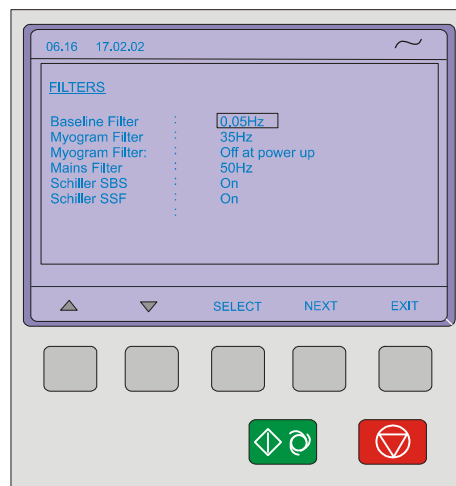 06.16 17.02.02
FILTERS
Baseline Filter : 0,05Hz
Myogram Filter : 35Hz
Myogram Filter: : Off at power up
Mains Filter : 50Hz
Schiller SBS : On
Schiller SSF : On
:
SELECT NEXT EXIT